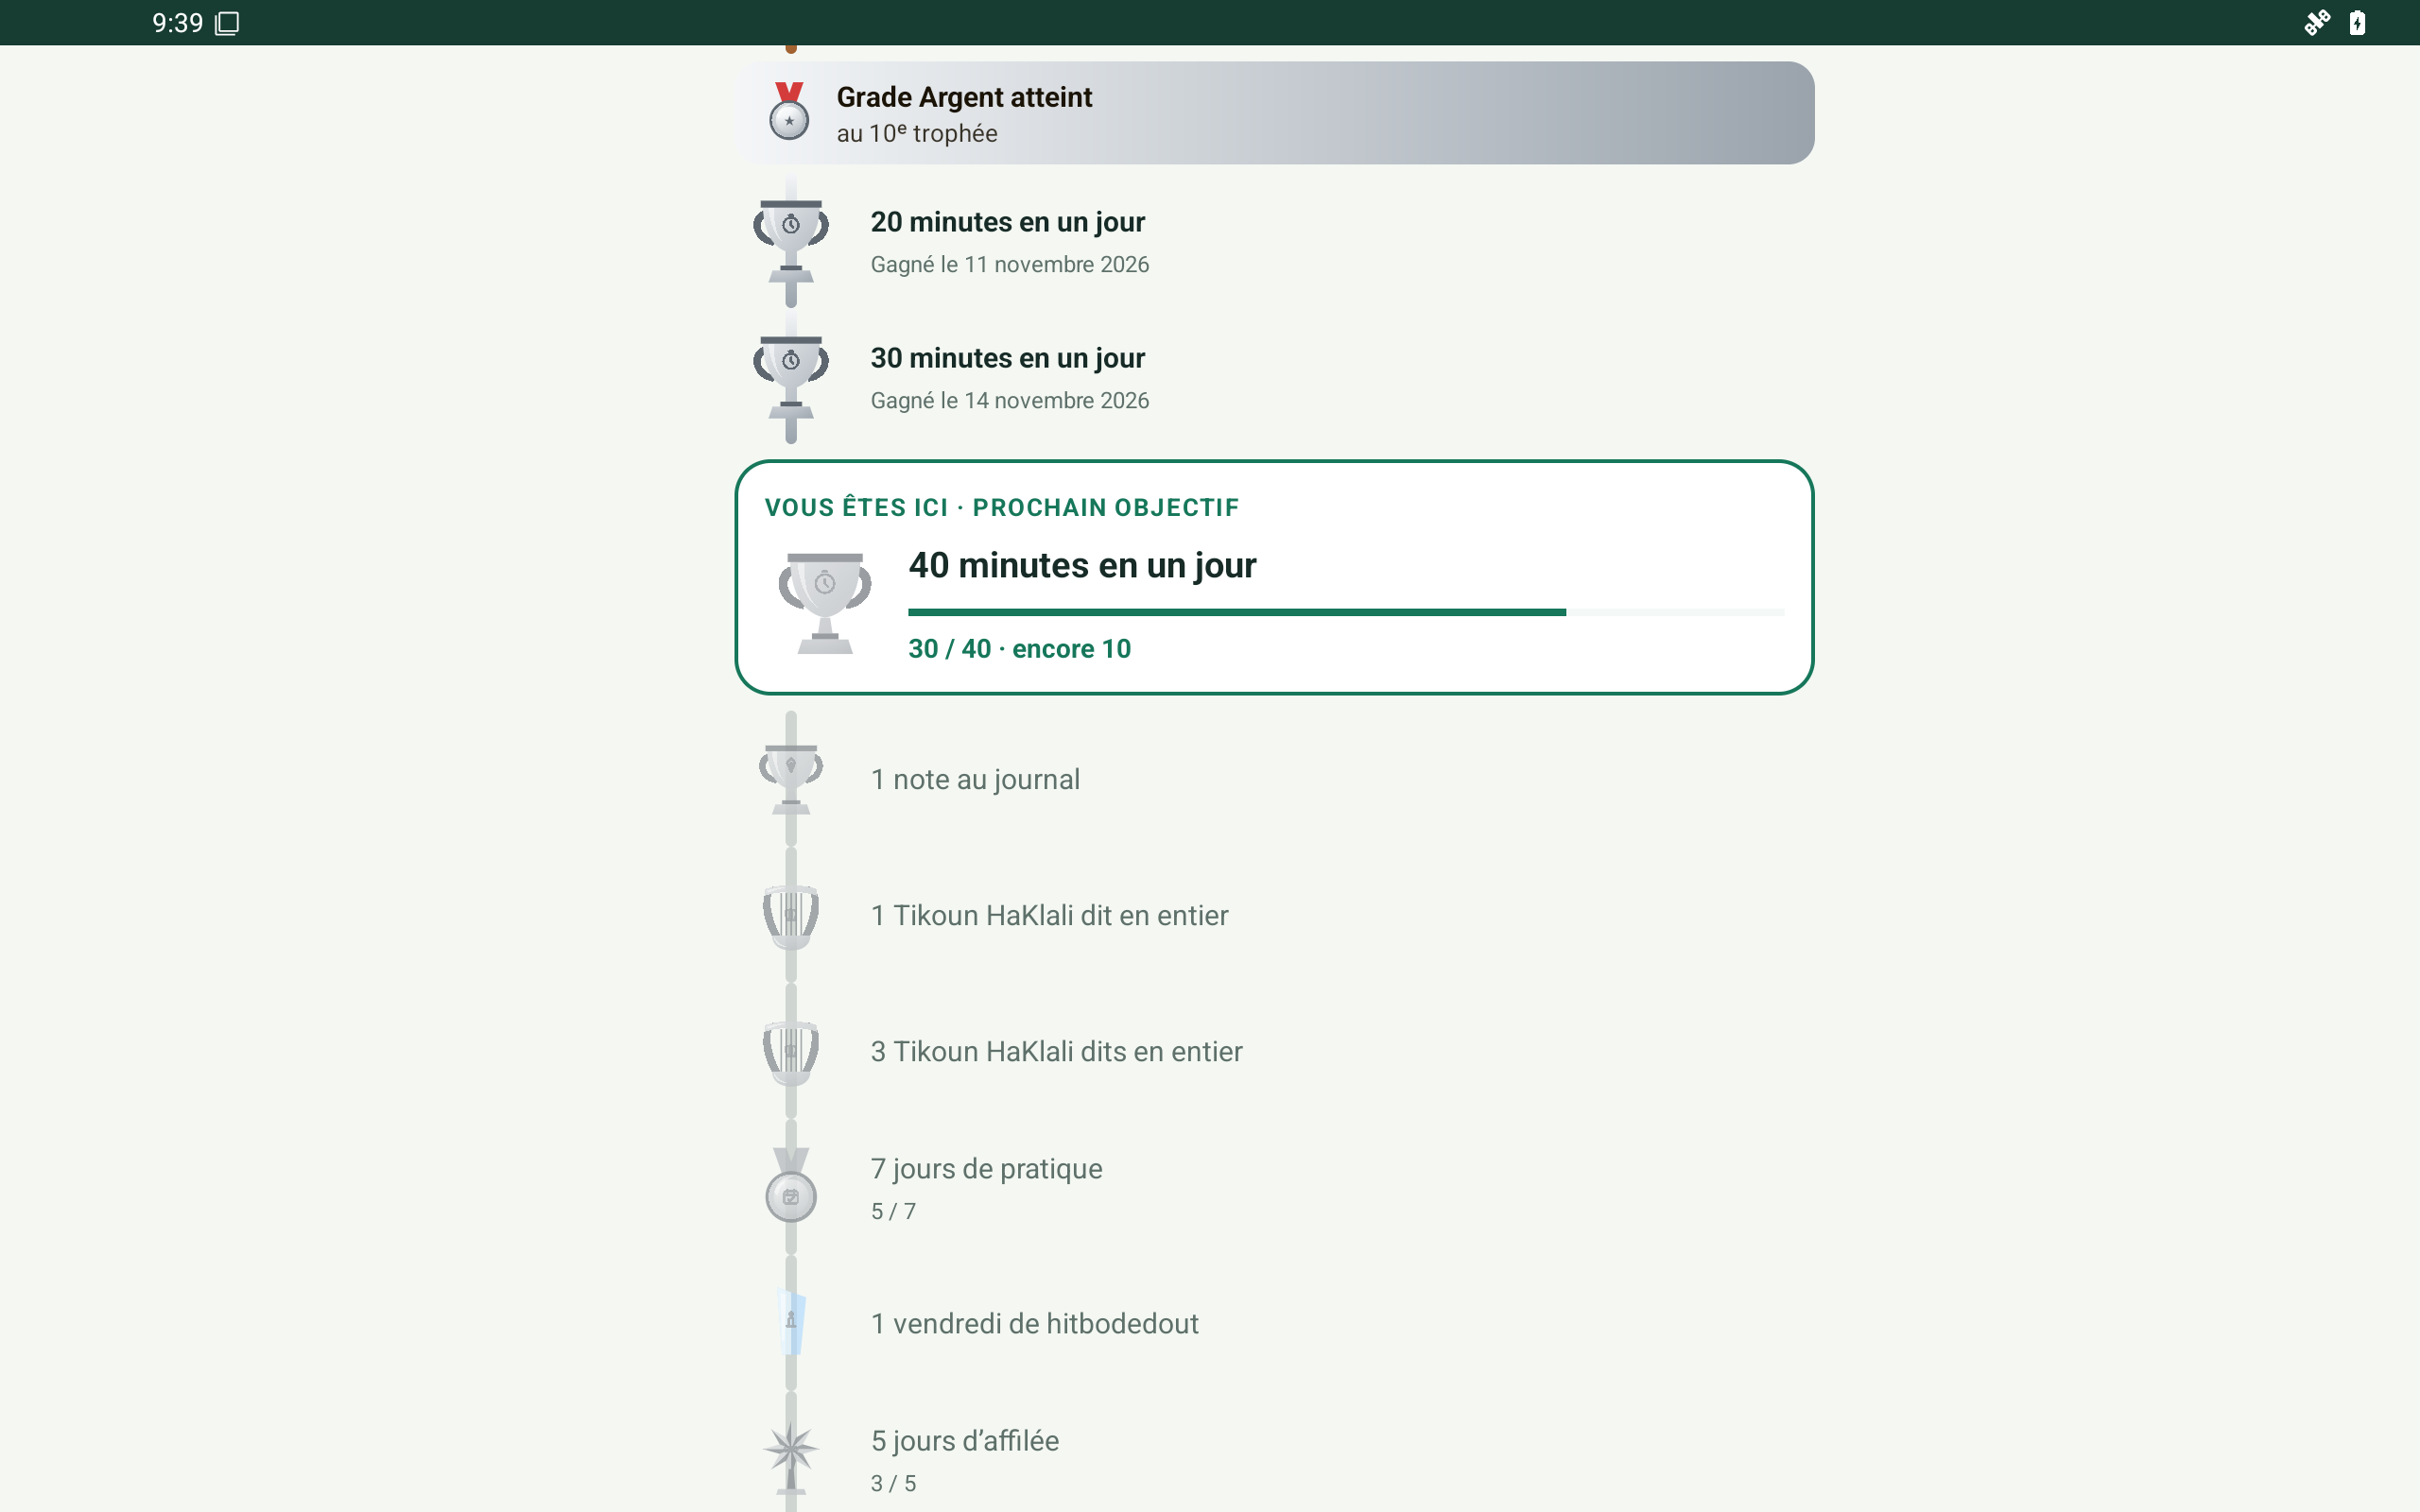 9:39
Grade Argent atteint
au 10ᵉ trophée
20 minutes en un jour
Gagné le 11 novembre 2026
30 minutes en un jour
Gagné le 14 novembre 2026
VOUS ÊTES ICI · PROCHAIN OBJECTIF
40 minutes en un jour
30 / 40 · encore 10
1 note au journal
1 Tikoun HaKlali dit en entier
3 Tikoun HaKlali dits en entier
7 jours de pratique
5 / 7
1 vendredi de hitbodedout
5 jours d’affilée
3 / 5